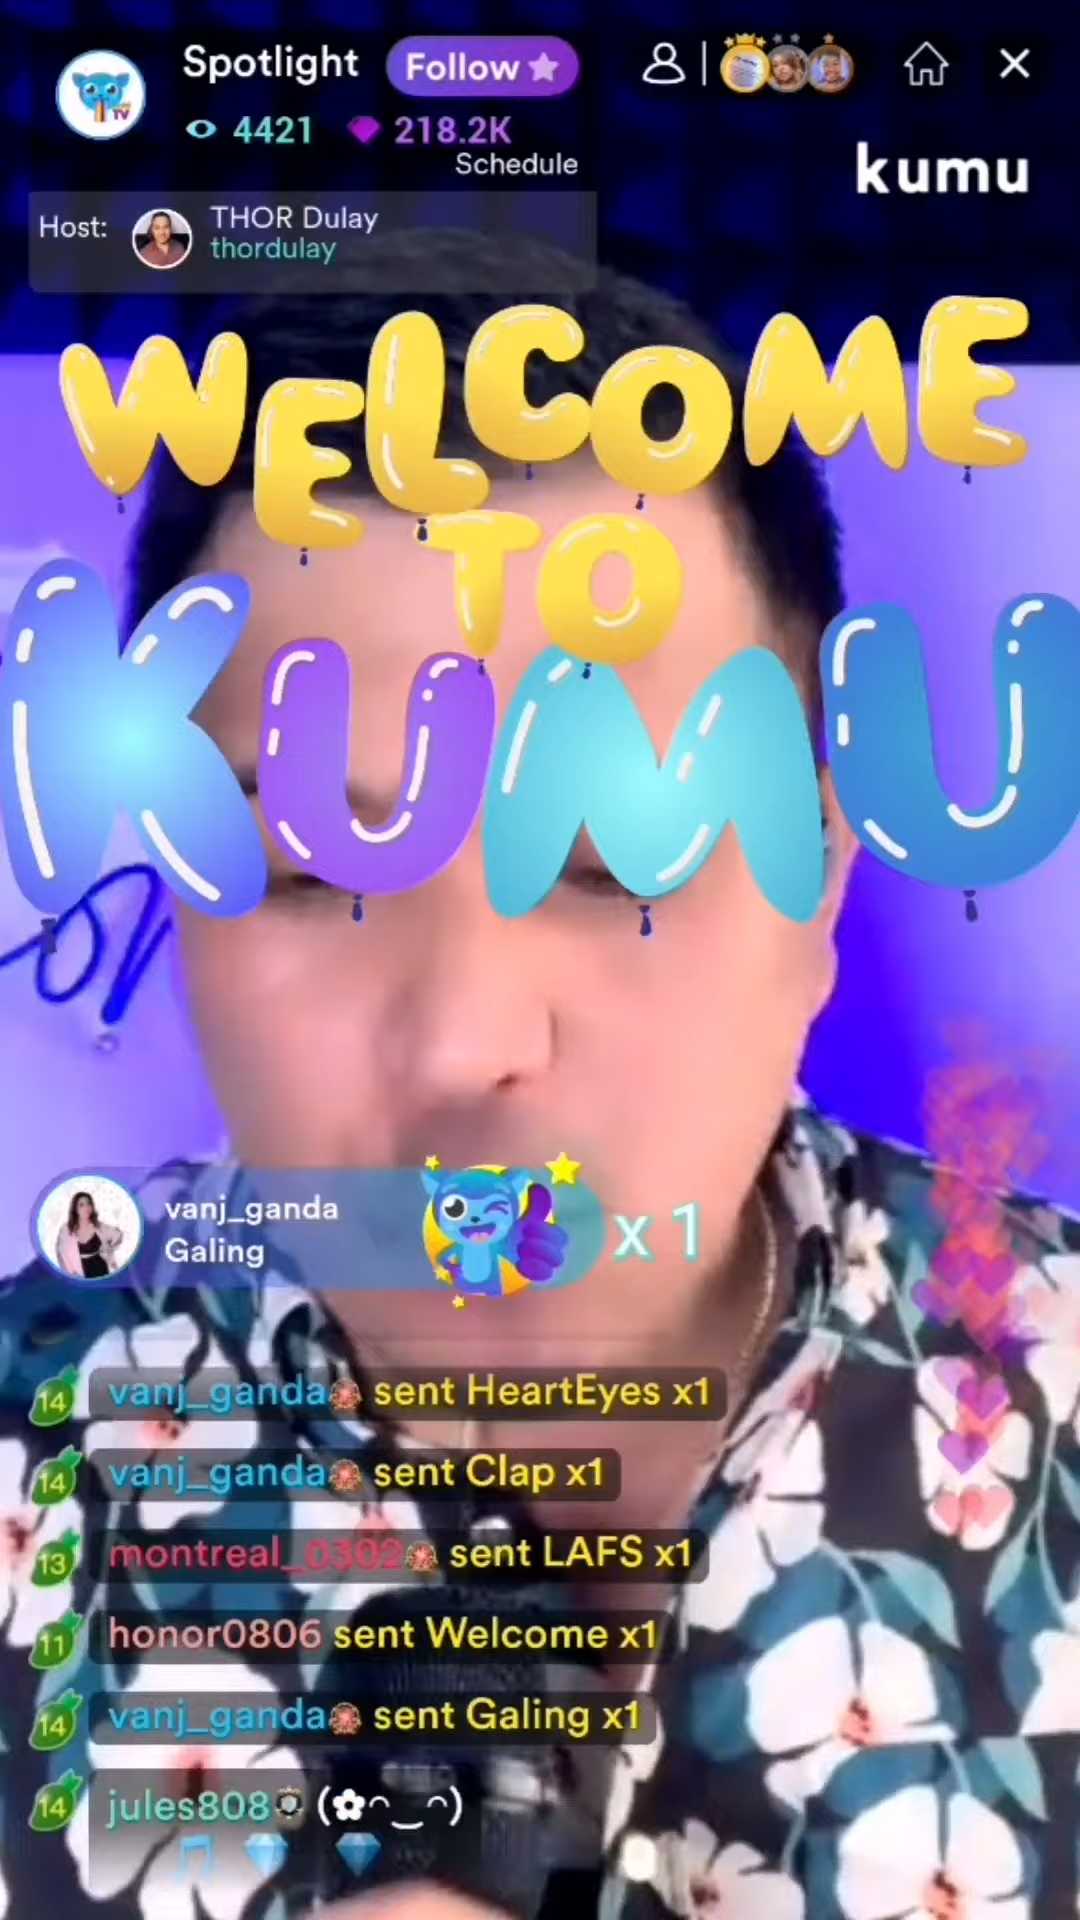 Spotlight
Follow
4421
218.2K
Schedule
kumu
Host:
THOR Dulay
thordulay
WELCOME
TO
KUMU
vanj_ganda
Galing
x 1
14 vanj_ganda sent HeartEyes x1
14 vanj_ganda sent Clap x1
13 montreal_0302 sent LAFS x1
11 honor0806 sent Welcome x1
14 vanj_ganda sent Galing x1
14 jules808 (✿◠‿◠)